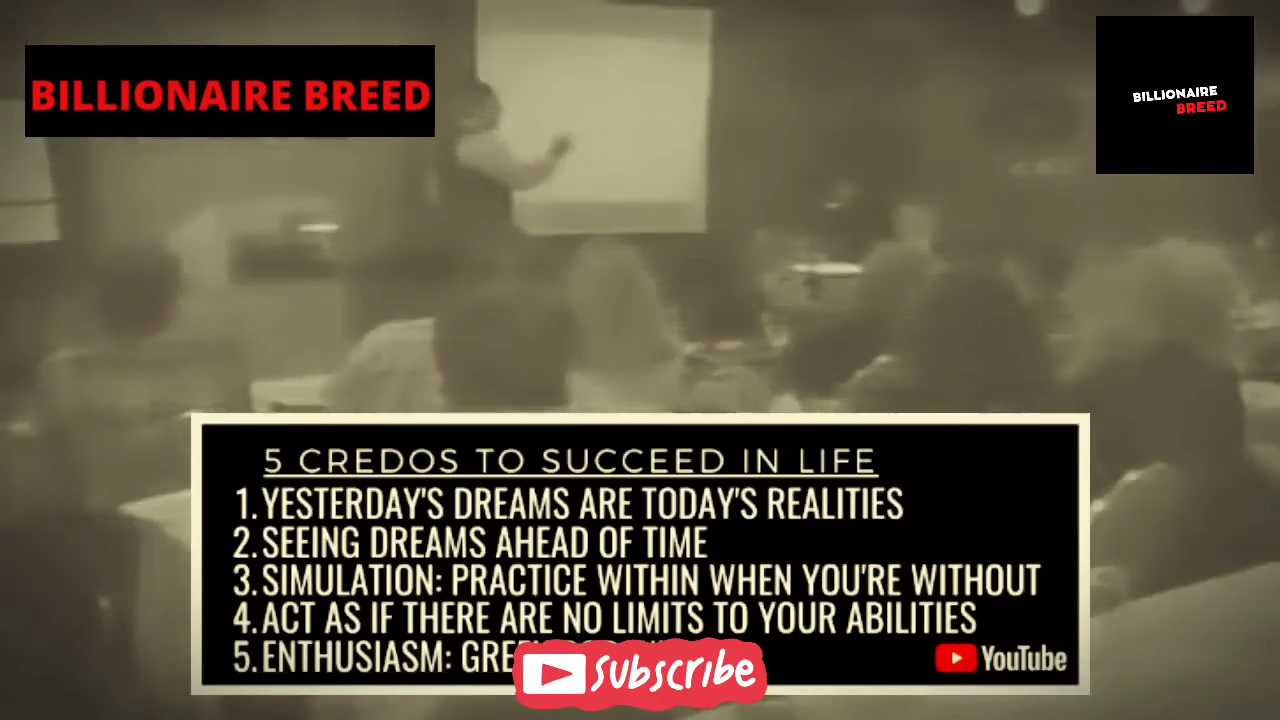 BILLIONAIRE BREED
BILLIONAIRE
BREED
5 CREDOS TO SUCCEED IN LIFE
1. YESTERDAY'S DREAMS ARE TODAY'S REALITIES
2. SEEING DREAMS AHEAD OF TIME
3. SIMULATION: PRACTICE WITHIN WHEN YOU'RE WITHOUT
4. ACT AS IF THERE ARE NO LIMITS TO YOUR ABILITIES
5. ENTHUSIASM:
Subscribe
YouTube